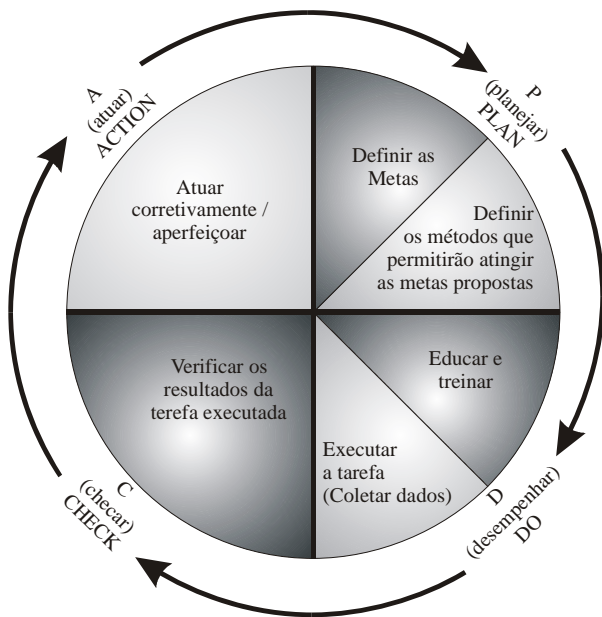 A
(atuar)
ACTION
P
(planejar)
PLAN
Definir as
Metas
Definir
os métodos que
permitirão atingir
as metas propostas
Atuar
corretivamente /
aperfeiçoar
Educar e
treinar
Executar
a tarefa
(Coletar dados)
Verificar os
resultados da
terefa executada
D
(desempenhar)
DO
C
(checar)
CHECK